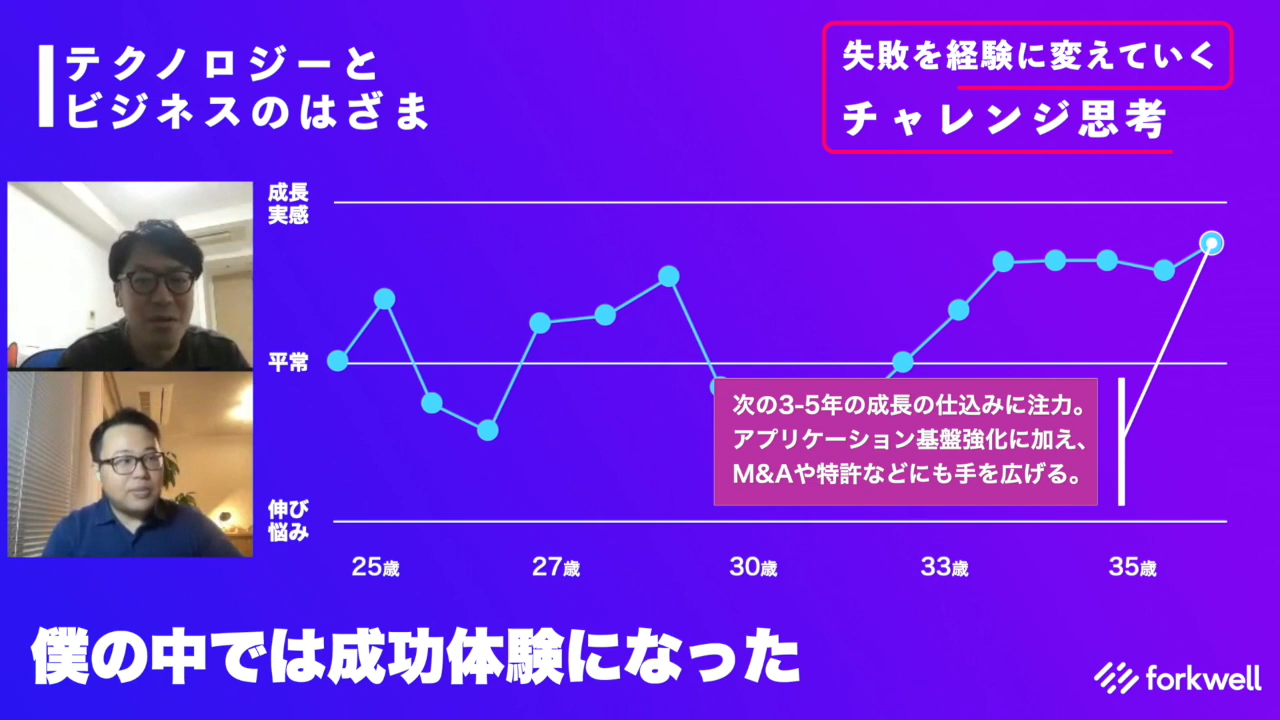 テクノロジーと
ビジネスのはざま
失敗を経験に変えていく
チャレンジ思考
成長
実感
平常
次の3-5年の成長の仕込みに注力。
アプリケーション基盤強化に加え、
M&Aや特許などにも手を広げる。
伸び
悩み
25歳
27歳
30歳
33歳
35歳
僕の中では成功体験になった
forkwell